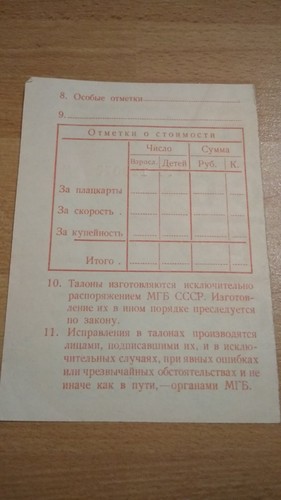 8. Особые отметки
9.
Отметки о стоимости
Число Сумма
Взросл. Детей Руб. К.
За плацкарты
За скорость .
За купейность
Итого .
10. Талоны изготовляются исключительно
распоряжением МГБ СССР. Изготов-
ление их в ином порядке преследуется
по закону.
11. Исправления в талонах производятся
лицами, подписавшими их, и в исклю-
чительных случаях, при явных ошибках
или чрезвычайных обстоятельствах и не
иначе как в пути,—органами МГБ.